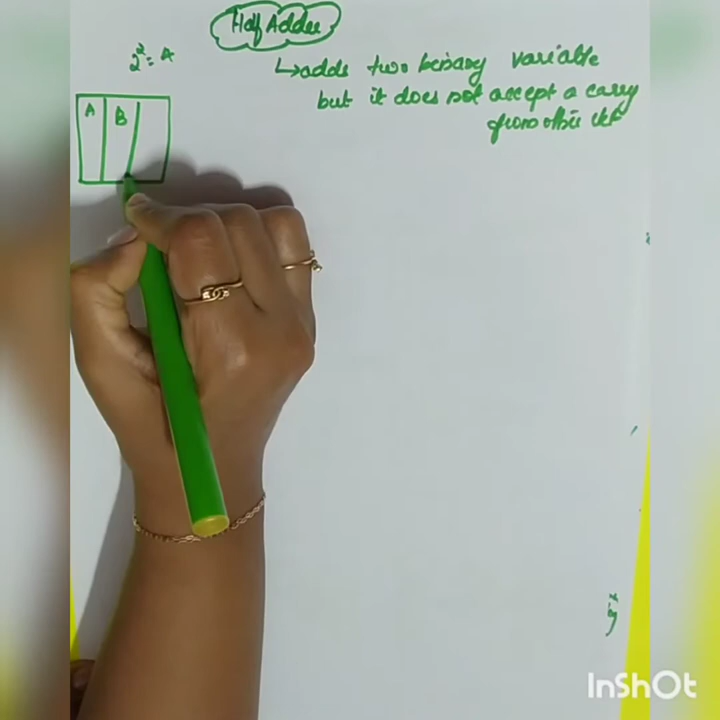 Half Adder
2² = 4
↳ adds two binary variable
but it does not accept a carry
from other ckt
A B
InShOt